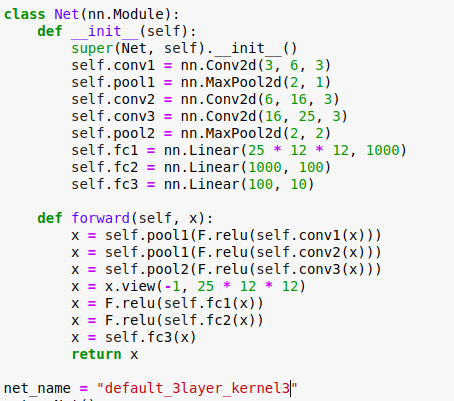 class Net(nn.Module):
    def __init__(self):
        super(Net, self).__init__()
        self.conv1 = nn.Conv2d(3, 6, 3)
        self.pool1 = nn.MaxPool2d(2, 1)
        self.conv2 = nn.Conv2d(6, 16, 3)
        self.conv3 = nn.Conv2d(16, 25, 3)
        self.pool2 = nn.MaxPool2d(2, 2)
        self.fc1 = nn.Linear(25 * 12 * 12, 1000)
        self.fc2 = nn.Linear(1000, 100)
        self.fc3 = nn.Linear(100, 10)

    def forward(self, x):
        x = self.pool1(F.relu(self.conv1(x)))
        x = self.pool1(F.relu(self.conv2(x)))
        x = self.pool2(F.relu(self.conv3(x)))
        x = x.view(-1, 25 * 12 * 12)
        x = F.relu(self.fc1(x))
        x = F.relu(self.fc2(x))
        x = self.fc3(x)
        return x

net_name = "default_3layer_kernel3"